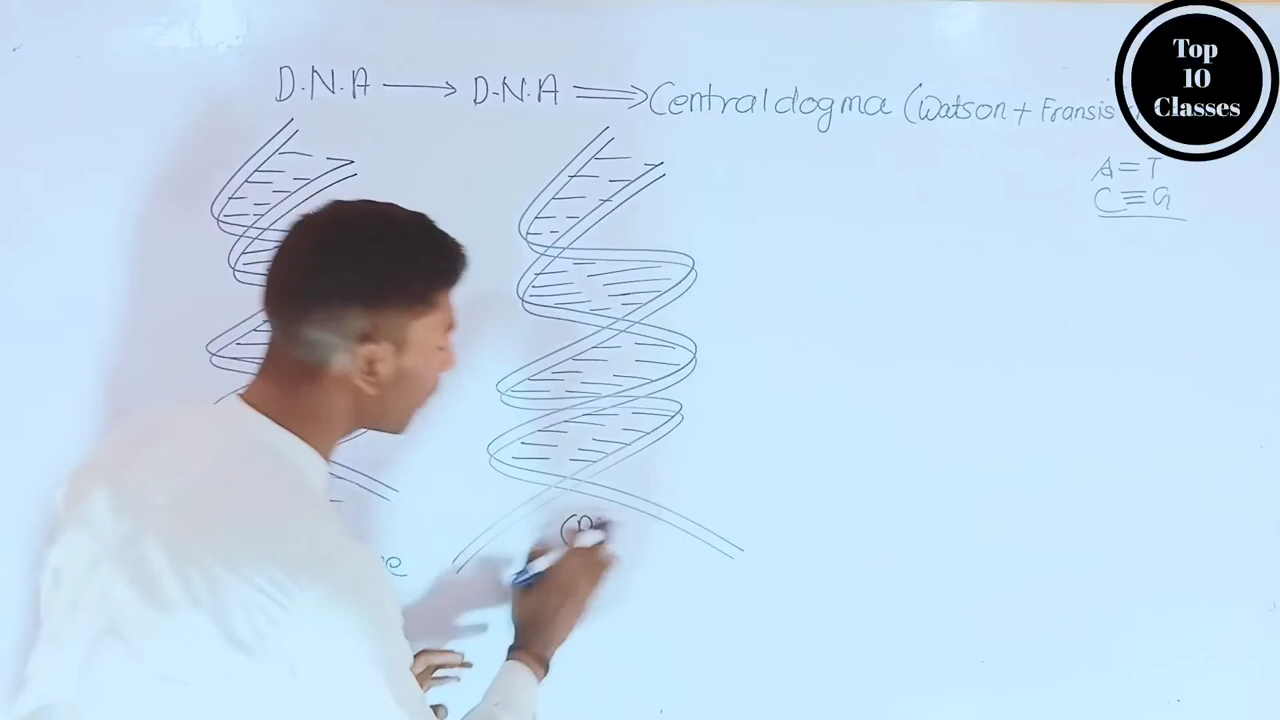 D.N.A → D.N.A ⇒ Central dogma (Watson + Fransis
Top
10
Classes
A = T
C ≡ G